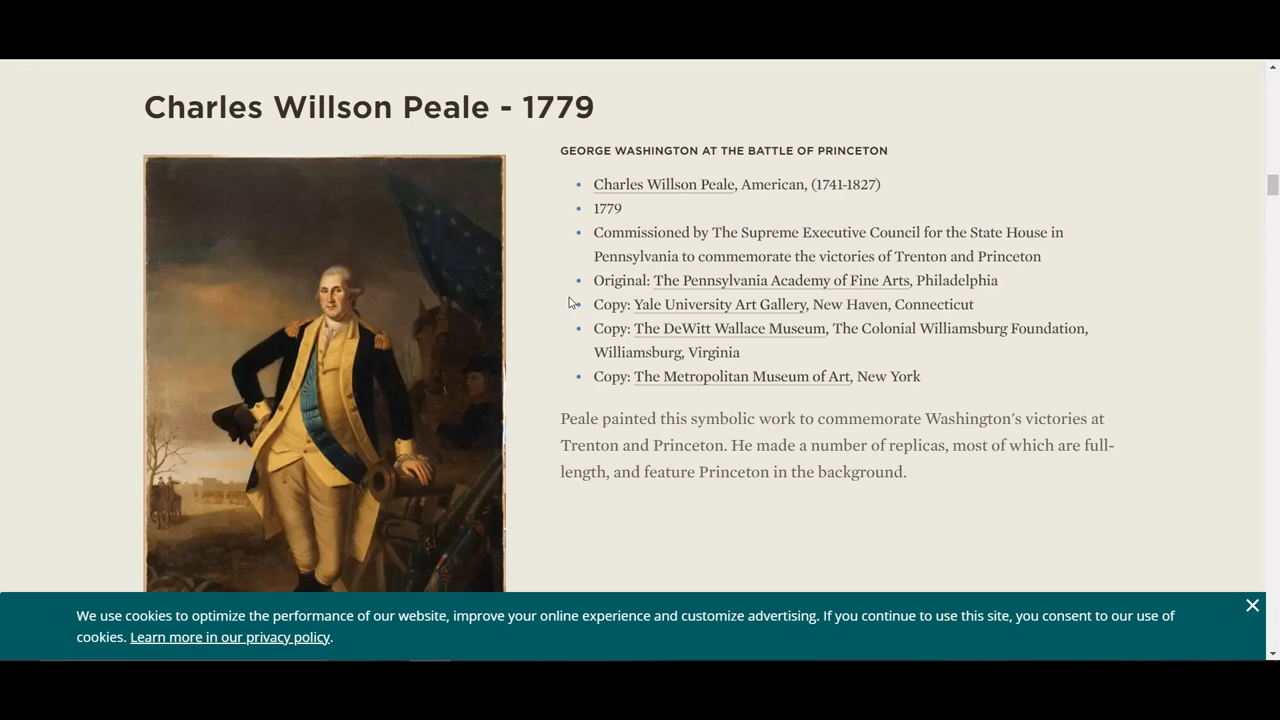 Charles Willson Peale - 1779
GEORGE WASHINGTON AT THE BATTLE OF PRINCETON
Charles Willson Peale, American, (1741-1827)
1779
Commissioned by The Supreme Executive Council for the State House in
Pennsylvania to commemorate the victories of Trenton and Princeton
Original: The Pennsylvania Academy of Fine Arts, Philadelphia
Copy: Yale University Art Gallery, New Haven, Connecticut
Copy: The DeWitt Wallace Museum, The Colonial Williamsburg Foundation,
Williamsburg, Virginia
Copy: The Metropolitan Museum of Art, New York
Peale painted this symbolic work to commemorate Washington's victories at
Trenton and Princeton. He made a number of replicas, most of which are full-
length, and feature Princeton in the background.
We use cookies to optimize the performance of our website, improve your online experience and customize advertising. If you continue to use this site, you consent to our use of
cookies. Learn more in our privacy policy.